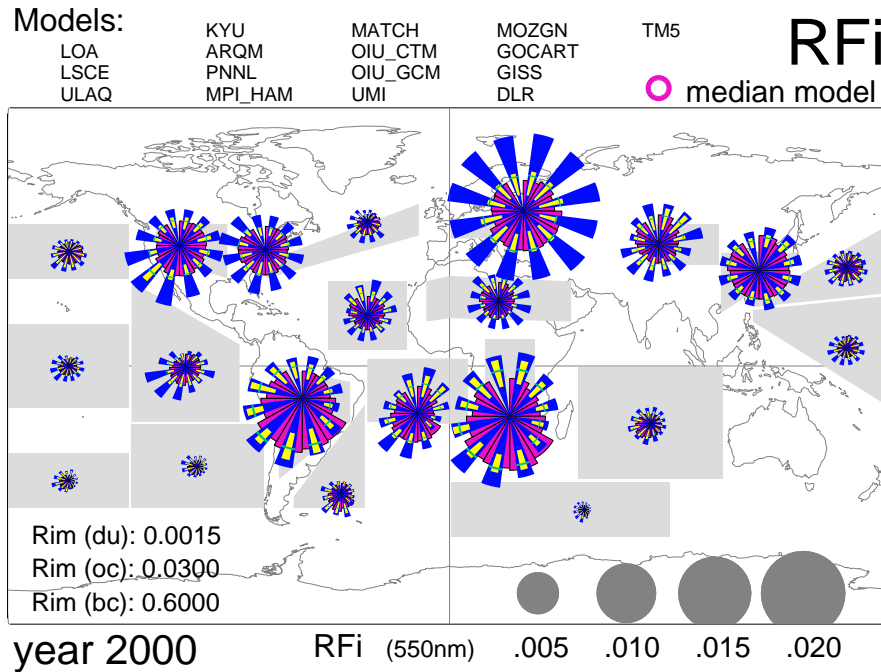 Models:
KYU MATCH MOZGN TM5
RFi
LOA ARQM OIU_CTM GOCART
LSCE PNNL OIU_GCM GISS
ULAQ MPI_HAM UMI DLR
median model
Rim (du): 0.0015
Rim (oc): 0.0300
Rim (bc): 0.6000
year 2000 RFi (550nm) .005 .010 .015 .020